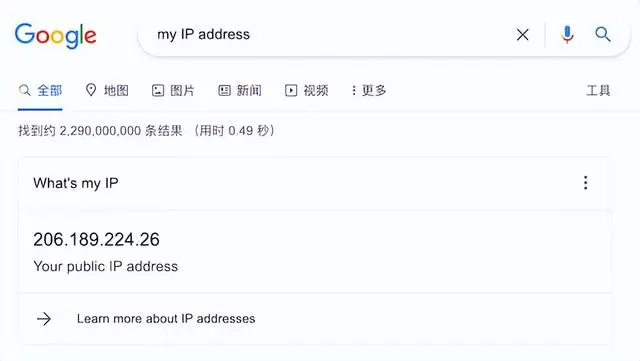 Google
my IP address
全部 地图 图片 新闻 视频 更多 工具
找到约 2,290,000,000 条结果 （用时 0.49 秒）
What's my IP
206.189.224.26
Your public IP address
Learn more about IP addresses